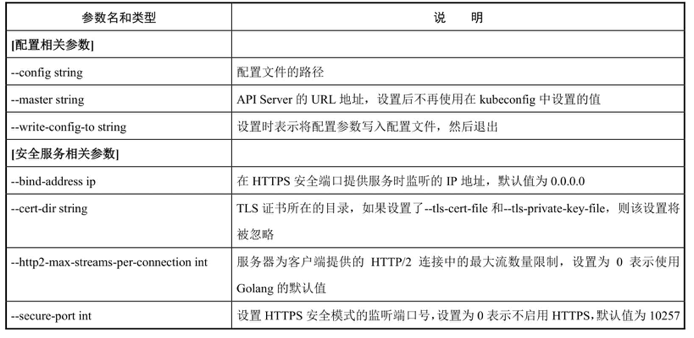 参数名和类型 说 明
[配置相关参数]
--config string 配置文件的路径
--master string API Server 的 URL 地址，设置后不再使用在 kubeconfig 中设置的值
--write-config-to string 设置时表示将配置参数写入配置文件，然后退出
[安全服务相关参数]
--bind-address ip 在 HTTPS 安全端口提供服务时监听的 IP 地址，默认值为 0.0.0.0
--cert-dir string TLS 证书所在的目录，如果设置了--tls-cert-file 和--tls-private-key-file，则该设置将
被忽略
--http2-max-streams-per-connection int 服务器为客户端提供的 HTTP/2 连接中的最大流数量限制，设置为 0 表示使用
Golang 的默认值
--secure-port int 设置 HTTPS 安全模式的监听端口号，设置为 0 表示不启用 HTTPS，默认值为 10257